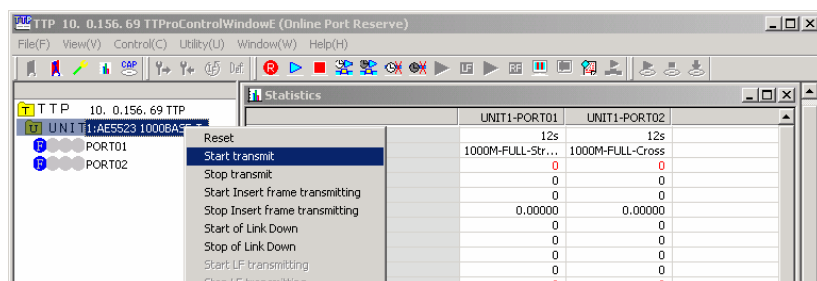 TTP 10. 0.156. 69 TTProControlWindowE (Online Port Reserve)
File(F) View(V) Control(C) Utility(U) Window(W) Help(H)
CAP Def R
Statistics
T TTP 10. 0.156. 69 TTP
U UNIT1:AE5523 1000BASE-T
F PORT01
F PORT02
Reset
Start transmit
Stop transmit
Start Insert frame transmitting
Stop Insert frame transmitting
Start of Link Down
Stop of Link Down
Start LF transmitting
UNIT1-PORT01 UNIT1-PORT02
12s 12s
1000M-FULL-Str... 1000M-FULL-Cross
0 0
0 0
0.00000 0.00000
0 0
0 0
0 0
0 0